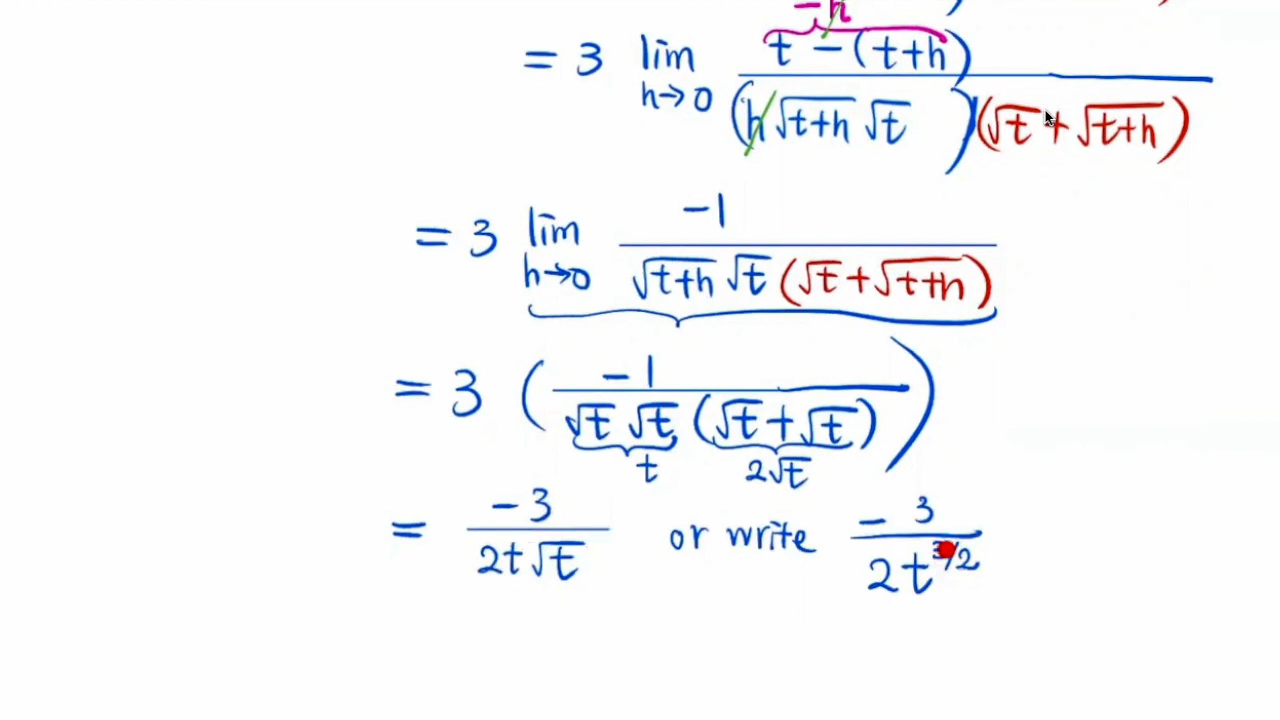 -h
= 3 lim h→0 t - (t+h) / (h √(t+h) √t) (√t + √(t+h))
= 3 lim h→0 -1 / √(t+h) √t (√t + √(t+h))
= 3 ( -1 / √t √t (√t + √t) )
t 2√t
= -3 / 2t√t or write -3 / 2t^3/2